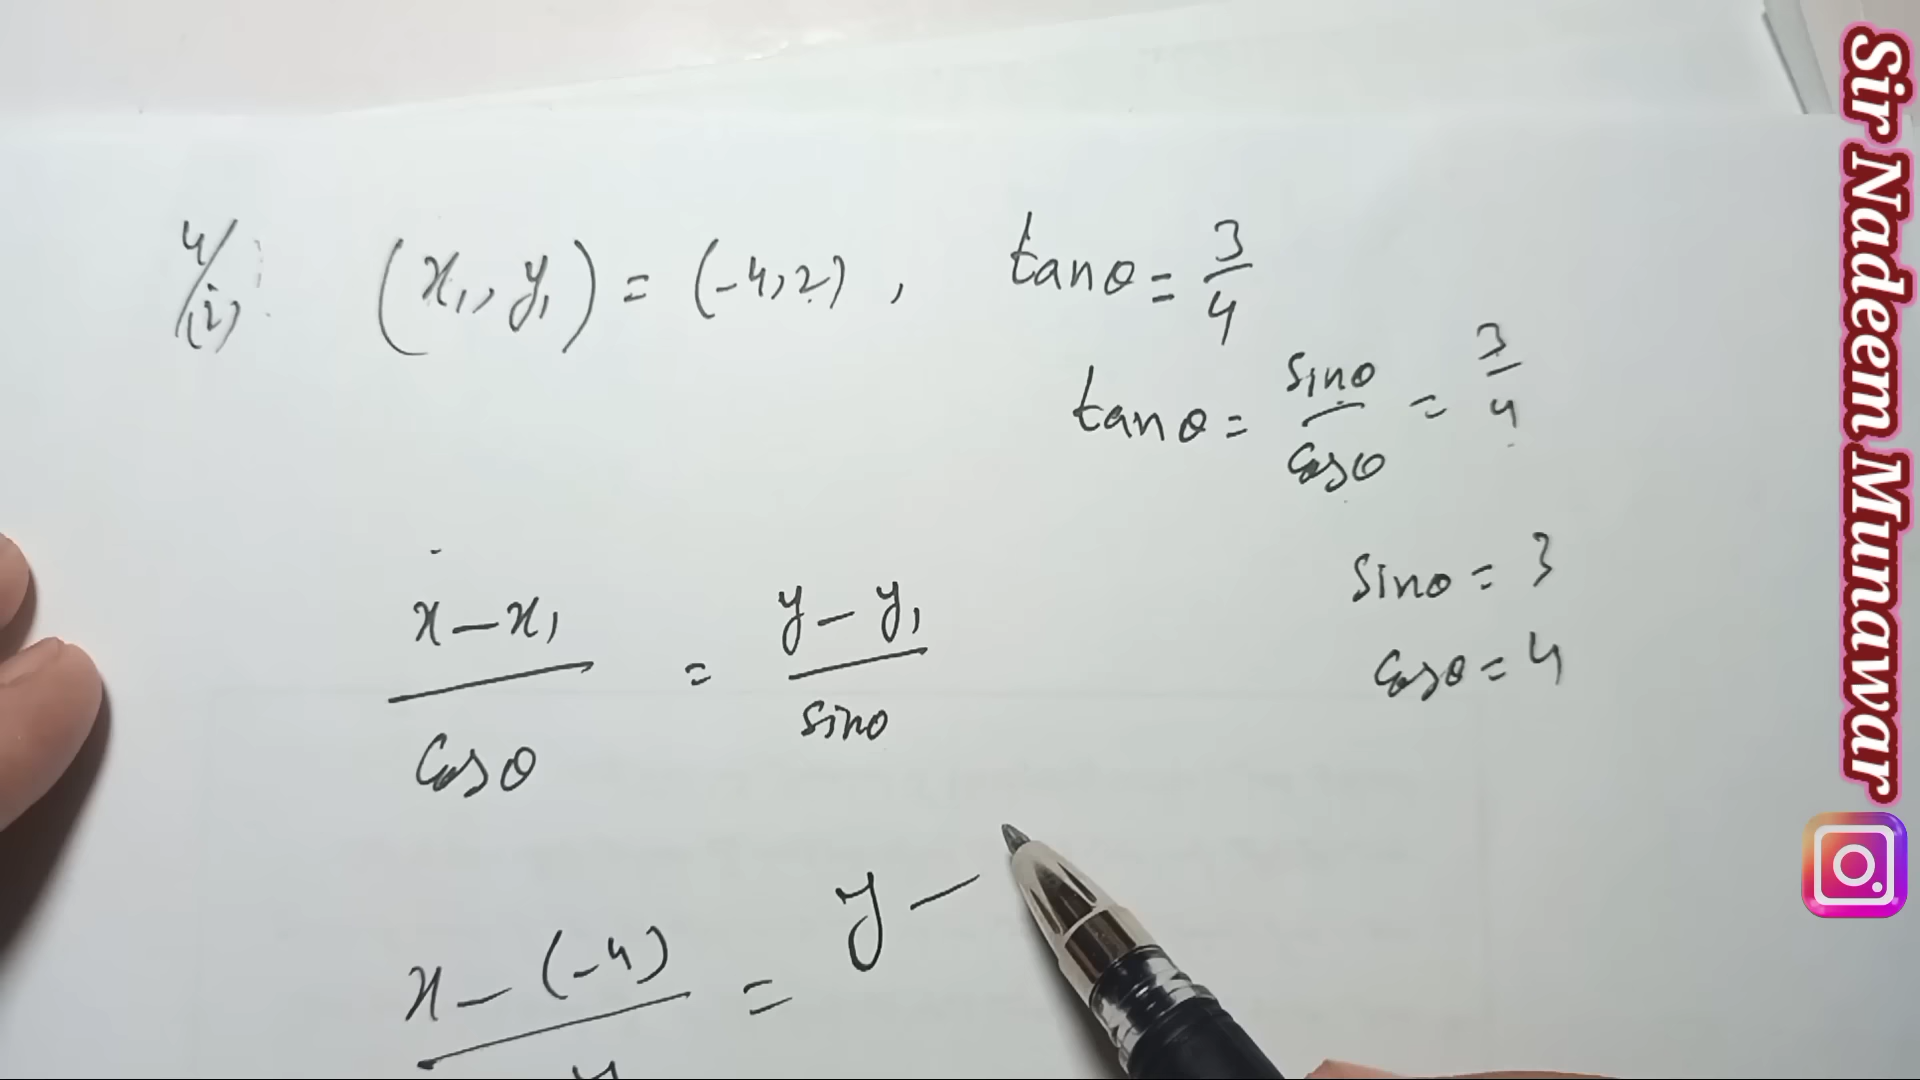 4/(i) (x₁, y₁) = (-4, 2) , tanθ = 3/4
tanθ = sinθ/cosθ = 3/4
sinθ = 3
cosθ = 4
x - x₁/cosθ = y - y₁/sinθ
x - (-4)/4 = y -
Sir Nadeem Munawar